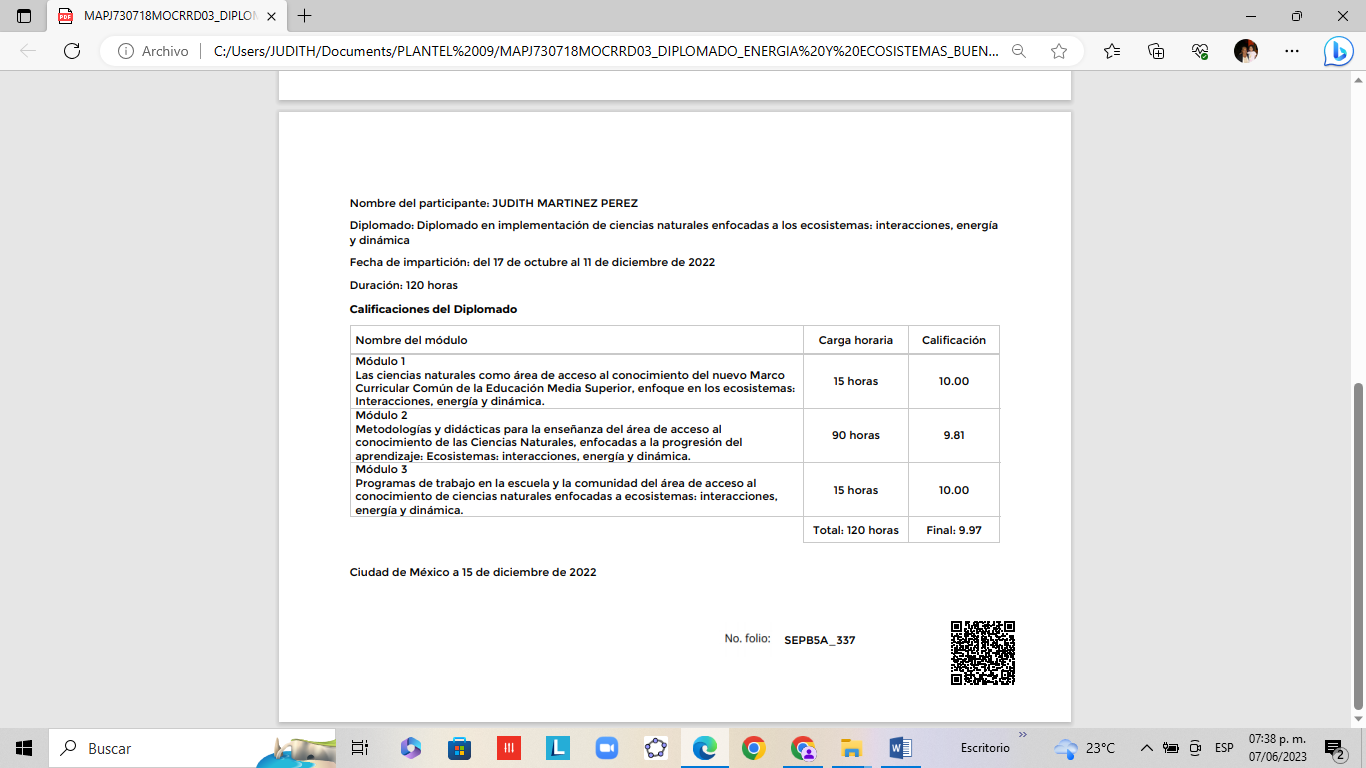 MAPJ730718MOCRRD03_DIPLOM
Archivo
C:/Users/JUDITH/Documents/PLANTEL%2009/MAPJ730718MOCRRD03_DIPLOMADO_ENERGIA%20Y%20ECOSISTEMAS_BUEN...
Nombre del participante: JUDITH MARTINEZ PEREZ
Diplomado: Diplomado en implementación de ciencias naturales enfocadas a los ecosistemas: interacciones, energía
y dinámica
Fecha de impartición: del 17 de octubre al 11 de diciembre de 2022
Duración: 120 horas
Calificaciones del Diplomado
Nombre del módulo Carga horaria Calificación
Módulo 1
Las ciencias naturales como área de acceso al conocimiento del nuevo Marco
Curricular Común de la Educación Media Superior, enfoque en los ecosistemas:
Interacciones, energía y dinámica.
15 horas 10.00
Módulo 2
Metodologías y didácticas para la enseñanza del área de acceso al
conocimiento de las Ciencias Naturales, enfocadas a la progresión del
aprendizaje: Ecosistemas: interacciones, energía y dinámica.
90 horas 9.81
Módulo 3
Programas de trabajo en la escuela y la comunidad del área de acceso al
conocimiento de ciencias naturales enfocadas a ecosistemas: interacciones,
energía y dinámica.
15 horas 10.00
Total: 120 horas Final: 9.97
Ciudad de México a 15 de diciembre de 2022
No. folio: SEPB5A_337
Buscar
Escritorio
23°C
ESP
07:38 p. m.
07/06/2023
2